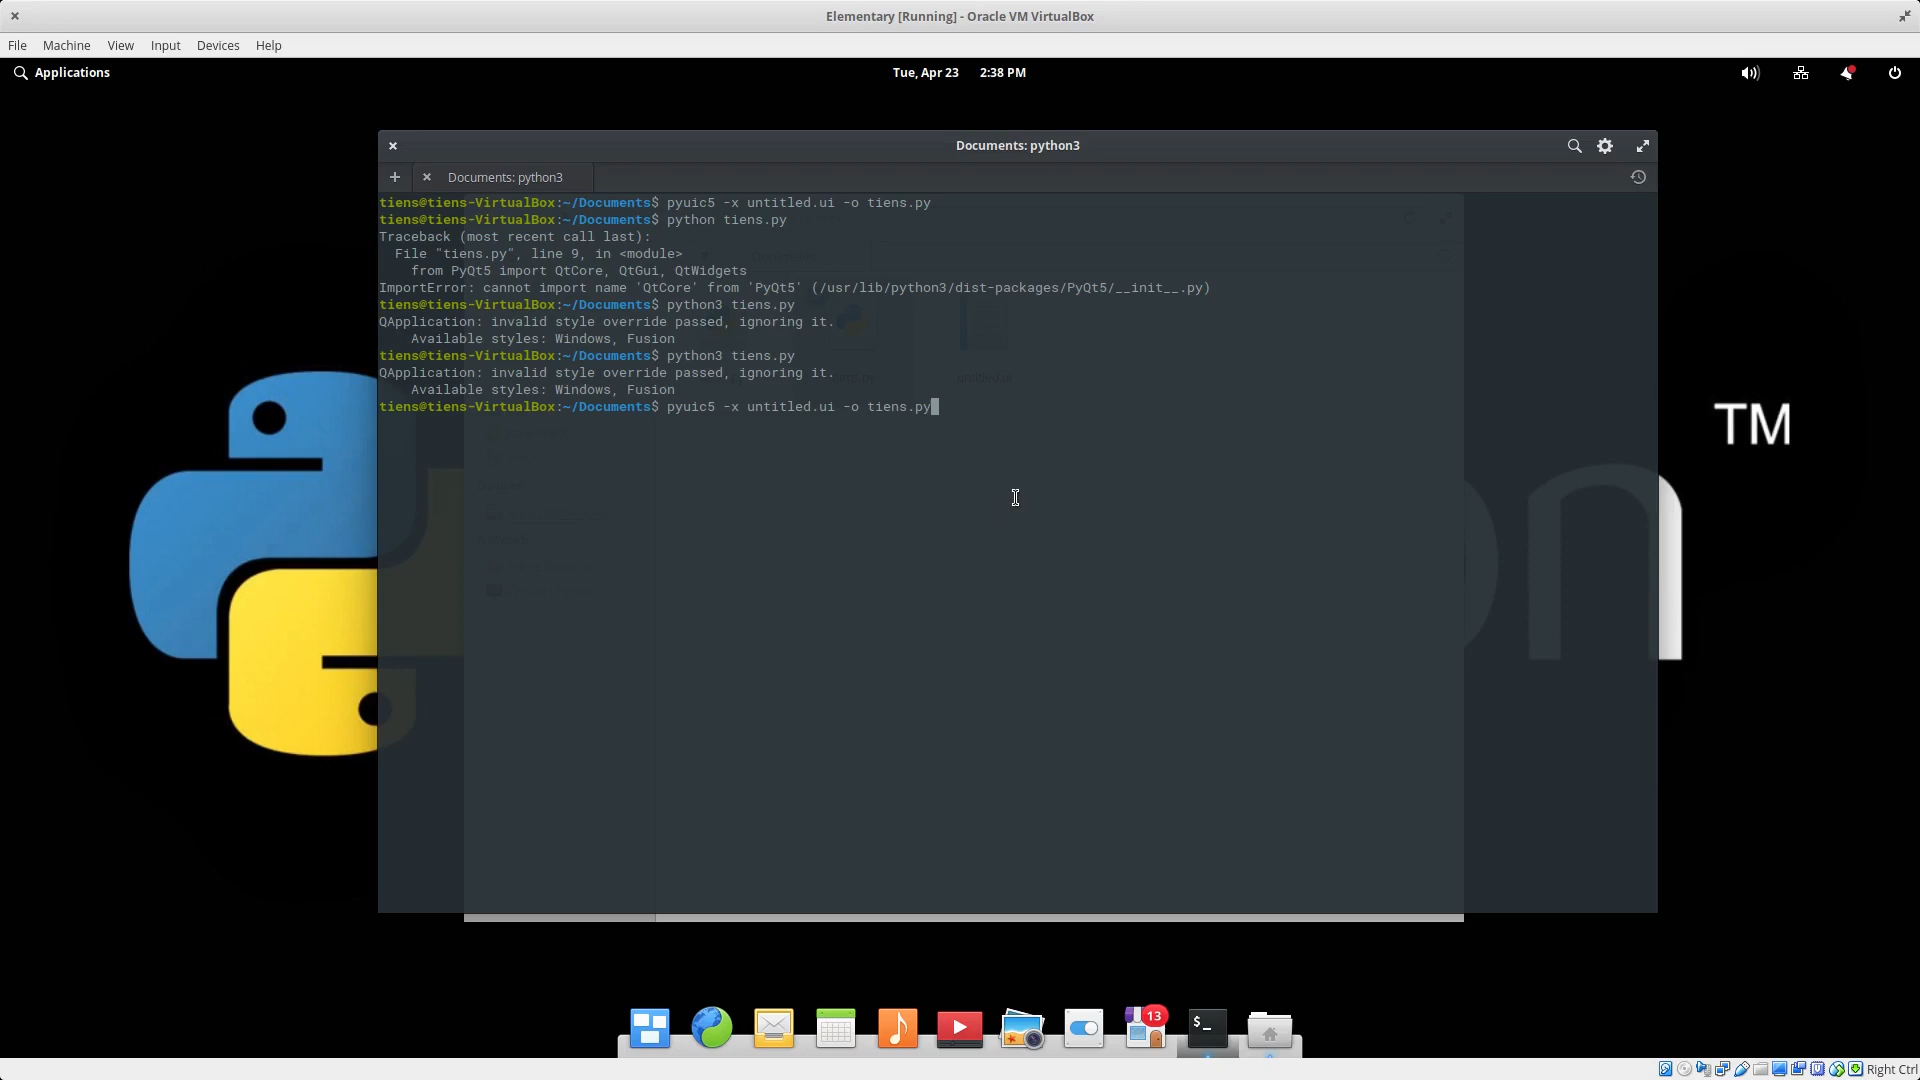 Elementary [Running] - Oracle VM VirtualBox
File Machine View Input Devices Help
Applications
Tue, Apr 23 2:38 PM
Documents: python3
Documents: python3
tiens@tiens-VirtualBox:~/Documents$ pyuic5 -x untitled.ui -o tiens.py
tiens@tiens-VirtualBox:~/Documents$ python tiens.py
Traceback (most recent call last):
File "tiens.py", line 9, in <module>
from PyQt5 import QtCore, QtGui, QtWidgets
ImportError: cannot import name 'QtCore' from 'PyQt5' (/usr/lib/python3/dist-packages/PyQt5/__init__.py)
tiens@tiens-VirtualBox:~/Documents$ python3 tiens.py
QApplication: invalid style override passed, ignoring it.
Available styles: Windows, Fusion
tiens@tiens-VirtualBox:~/Documents$ python3 tiens.py
QApplication: invalid style override passed, ignoring it.
Available styles: Windows, Fusion
tiens@tiens-VirtualBox:~/Documents$ pyuic5 -x untitled.ui -o tiens.py
TM
on
$_
13
Right Ctrl